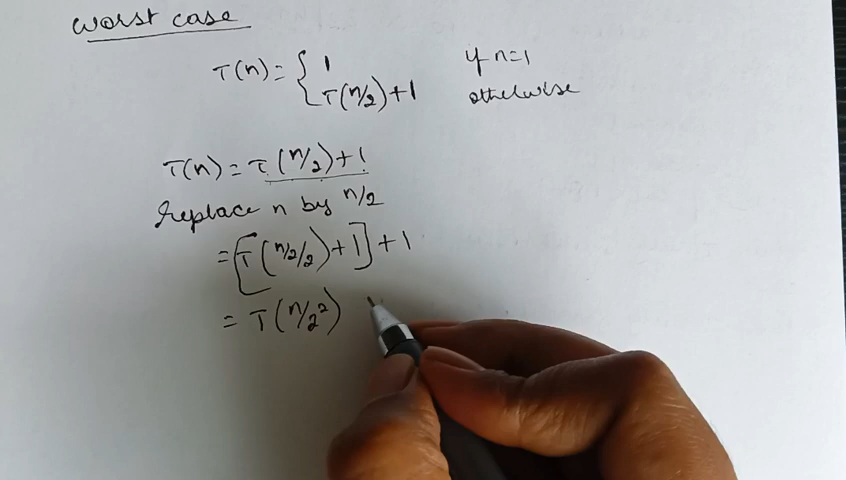 worst case
T(n) = { 1 if n=1
T(n/2)+1 otherwise
T(n) = T(n/2)+1
Replace n by n/2
= [T(n/2/2)+1]+1
= T(n/2²)